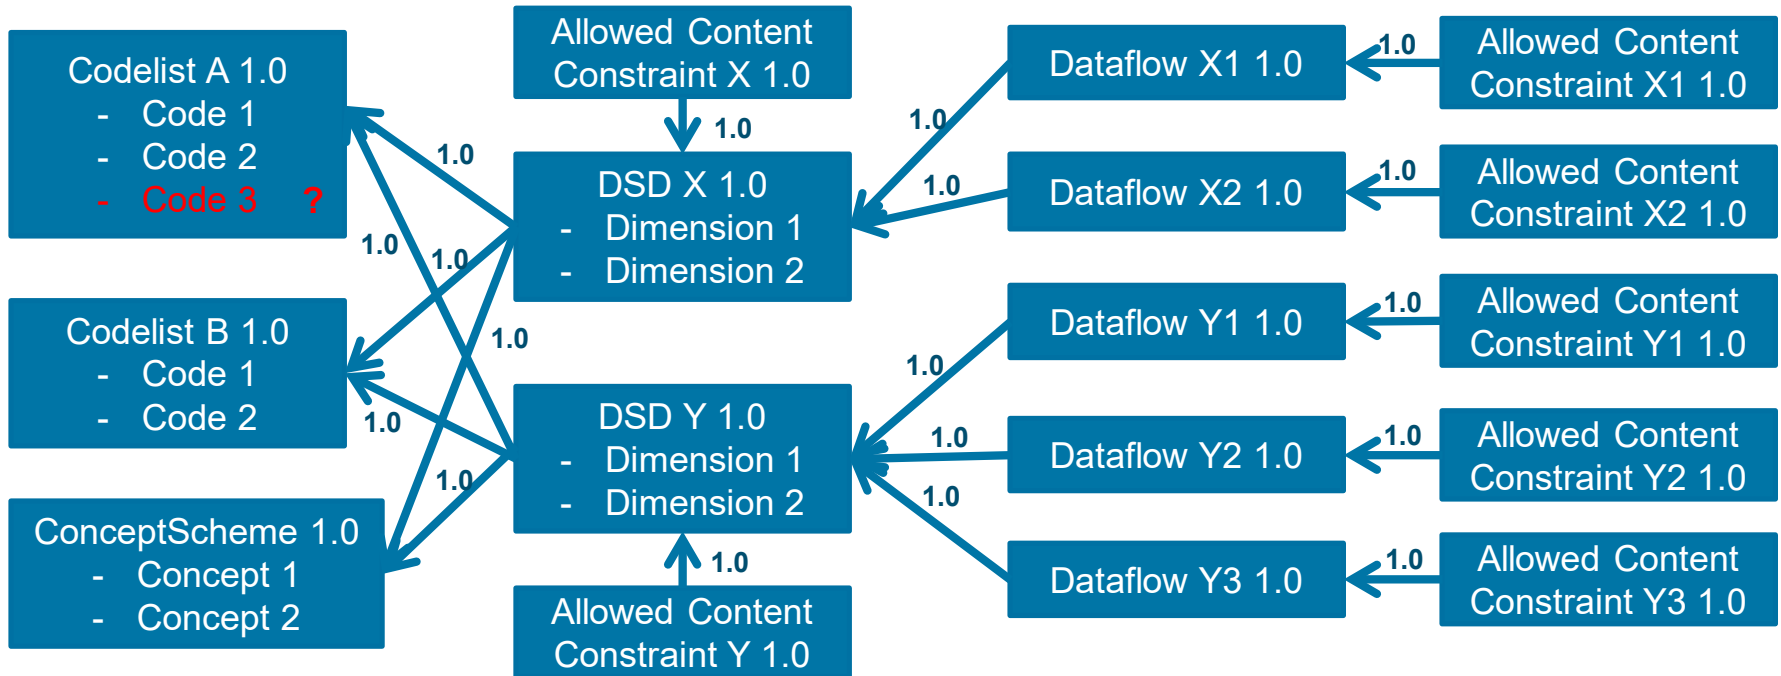 Codelist A 1.0
- Code 1
- Code 2
- Code 3 ?
Codelist B 1.0
- Code 1
- Code 2
ConceptScheme 1.0
- Concept 1
- Concept 2
1.0
1.0
1.0
1.0
1.0
1.0
Allowed Content
Constraint X 1.0
1.0
DSD X 1.0
- Dimension 1
- Dimension 2
DSD Y 1.0
- Dimension 1
- Dimension 2
1.0
Allowed Content
Constraint Y 1.0
1.0
1.0
1.0
1.0
1.0
Dataflow X1 1.0
Dataflow X2 1.0
Dataflow Y1 1.0
Dataflow Y2 1.0
Dataflow Y3 1.0
1.0
1.0
1.0
1.0
1.0
Allowed Content
Constraint X1 1.0
Allowed Content
Constraint X2 1.0
Allowed Content
Constraint Y1 1.0
Allowed Content
Constraint Y2 1.0
Allowed Content
Constraint Y3 1.0